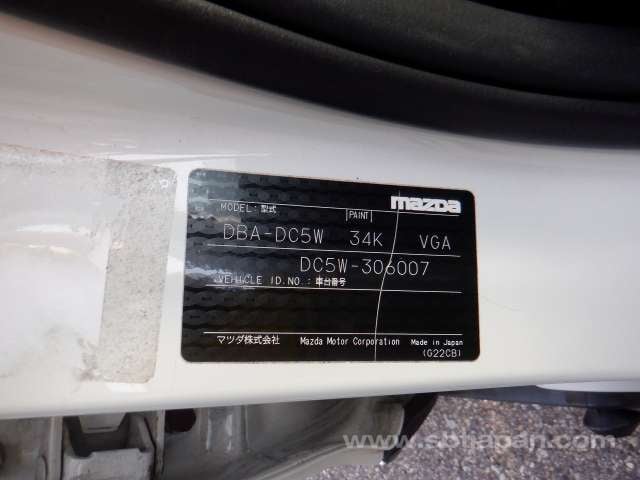 mazda
MODEL:型式 PAINT
DBA-DC5W 34K VGA
DC5W-306007
VEHICLE ID.NO.:車台番号
マツダ株式会社 Mazda Motor Corporation Made in Japan
(G22CB)
www.sbtjapan.com